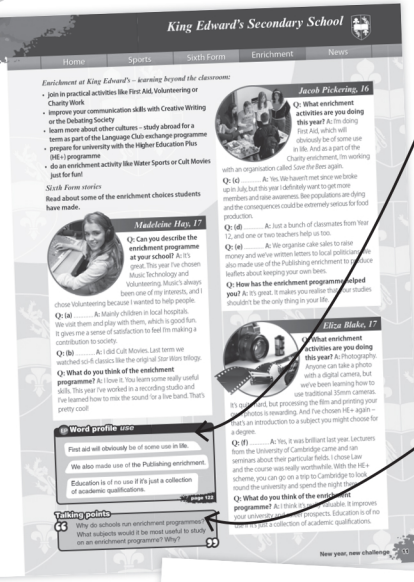 King Edward's Secondary School
Home Sports Sixth Form Enrichment News
Enrichment at King Edward's – learning beyond the classroom:
• join in practical activities like First Aid, Volunteering or
Charity Work
• improve your communication skills with Creative Writing
or the Debating Society
• learn more about other cultures – study abroad for a
term as part of the Language Club exchange programme
• prepare for university with the Higher Education Plus
(HE+) programme
• do an enrichment activity like Water Sports or Cult Movies
just for fun!
Sixth Form stories
Read about some of the enrichment choices students
have made.
Madeleine Hay, 17
Q: Can you describe the
enrichment programme
at your school? A: It's
great. This year I've chosen
Music Technology and
Volunteering. Music's always
been one of my interests, and I
chose Volunteering because I wanted to help people.
Q: (a) ........... A: Mainly children in local hospitals.
We visit them and play with them, which is good fun.
It gives me a sense of satisfaction to feel I'm making a
contribution to society.
Q: (b) ........... A: I did Cult Movies. Last term we
watched sci-fi classics like the original Star Wars trilogy.
Q: What do you think of the enrichment
programme? A: I love it. You learn some really useful
skills. This year I've worked in a recording studio and
I've learned how to mix the sound for a live band. That's
pretty cool!
Word profile use
First aid will obviously be of some use in life.
We also made use of the Publishing enrichment.
Education is of no use if it's just a collection
of academic qualifications.
page 122
Talking points
Why do schools run enrichment programmes?
What subjects would it be most useful to study
on an enrichment programme? Why?
Jacob Pickering, 16
Q: What enrichment
activities are you doing
this year? A: I'm doing
First Aid, which will
obviously be of some use
in life. And as a part of the
Charity enrichment, I'm working
with an organisation called Save the Bees again.
Q: (c) ........... A: Yes. We haven't met since we broke
up in July, but this year I definitely want to get more
members and raise awareness. Bee populations are dying
and the consequences could be extremely serious for food
production.
Q: (d) ........... A: Just a bunch of classmates from Year
12, and one or two teachers help us too.
Q: (e) ........... A: We organise cake sales to raise
money and we've written letters to local politicians. We
also made use of the Publishing enrichment to produce
leaflets about keeping your own bees.
Q: How has the enrichment programme helped
you? A: It's great. It makes you realise that your studies
shouldn't be the only thing in your life.
Eliza Blake, 17
Q: What enrichment
activities are you doing
this year? A: Photography.
Anyone can take a photo
with a digital camera, but
we've been learning how to
use traditional 35mm cameras.
It's quite hard, but processing the film and printing your
own photos is rewarding. And I've chosen HE+ again –
that's an introduction to a subject you might choose for
a degree.
Q: (f) ........... A: Yes, it was brilliant last year. Lecturers
from the University of Cambridge came and ran
seminars about their particular fields. I chose Law
and the course was really worthwhile. With the HE+
scheme, you can go on a trip to Cambridge to look
round the university and spend the night there.
Q: What do you think of the enrichment
programme? A: I think it's really valuable. It improves
your university and career prospects. Education is of no
use if it's just a collection of academic qualifications.
New year, new challenge